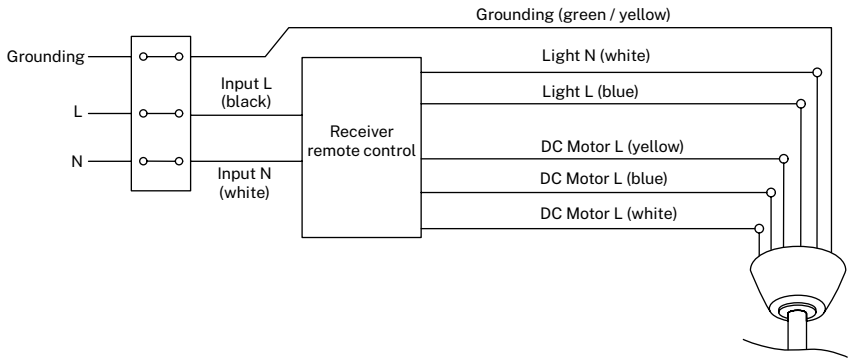 Grounding (green / yellow)
Grounding
Light N (white)
Input L
(black)
Light L (blue)
L
Receiver
remote control
DC Motor L (yellow)
N
Input N
(white)
DC Motor L (blue)
DC Motor L (white)